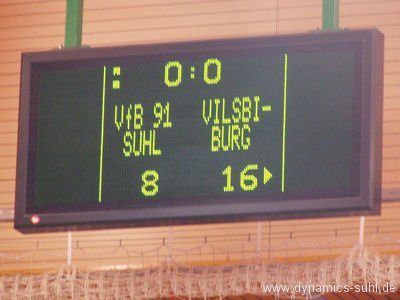 0:0
VfB 91 VILSBI-
SUHL BURG
8 16
www.dynamics-suhl.de